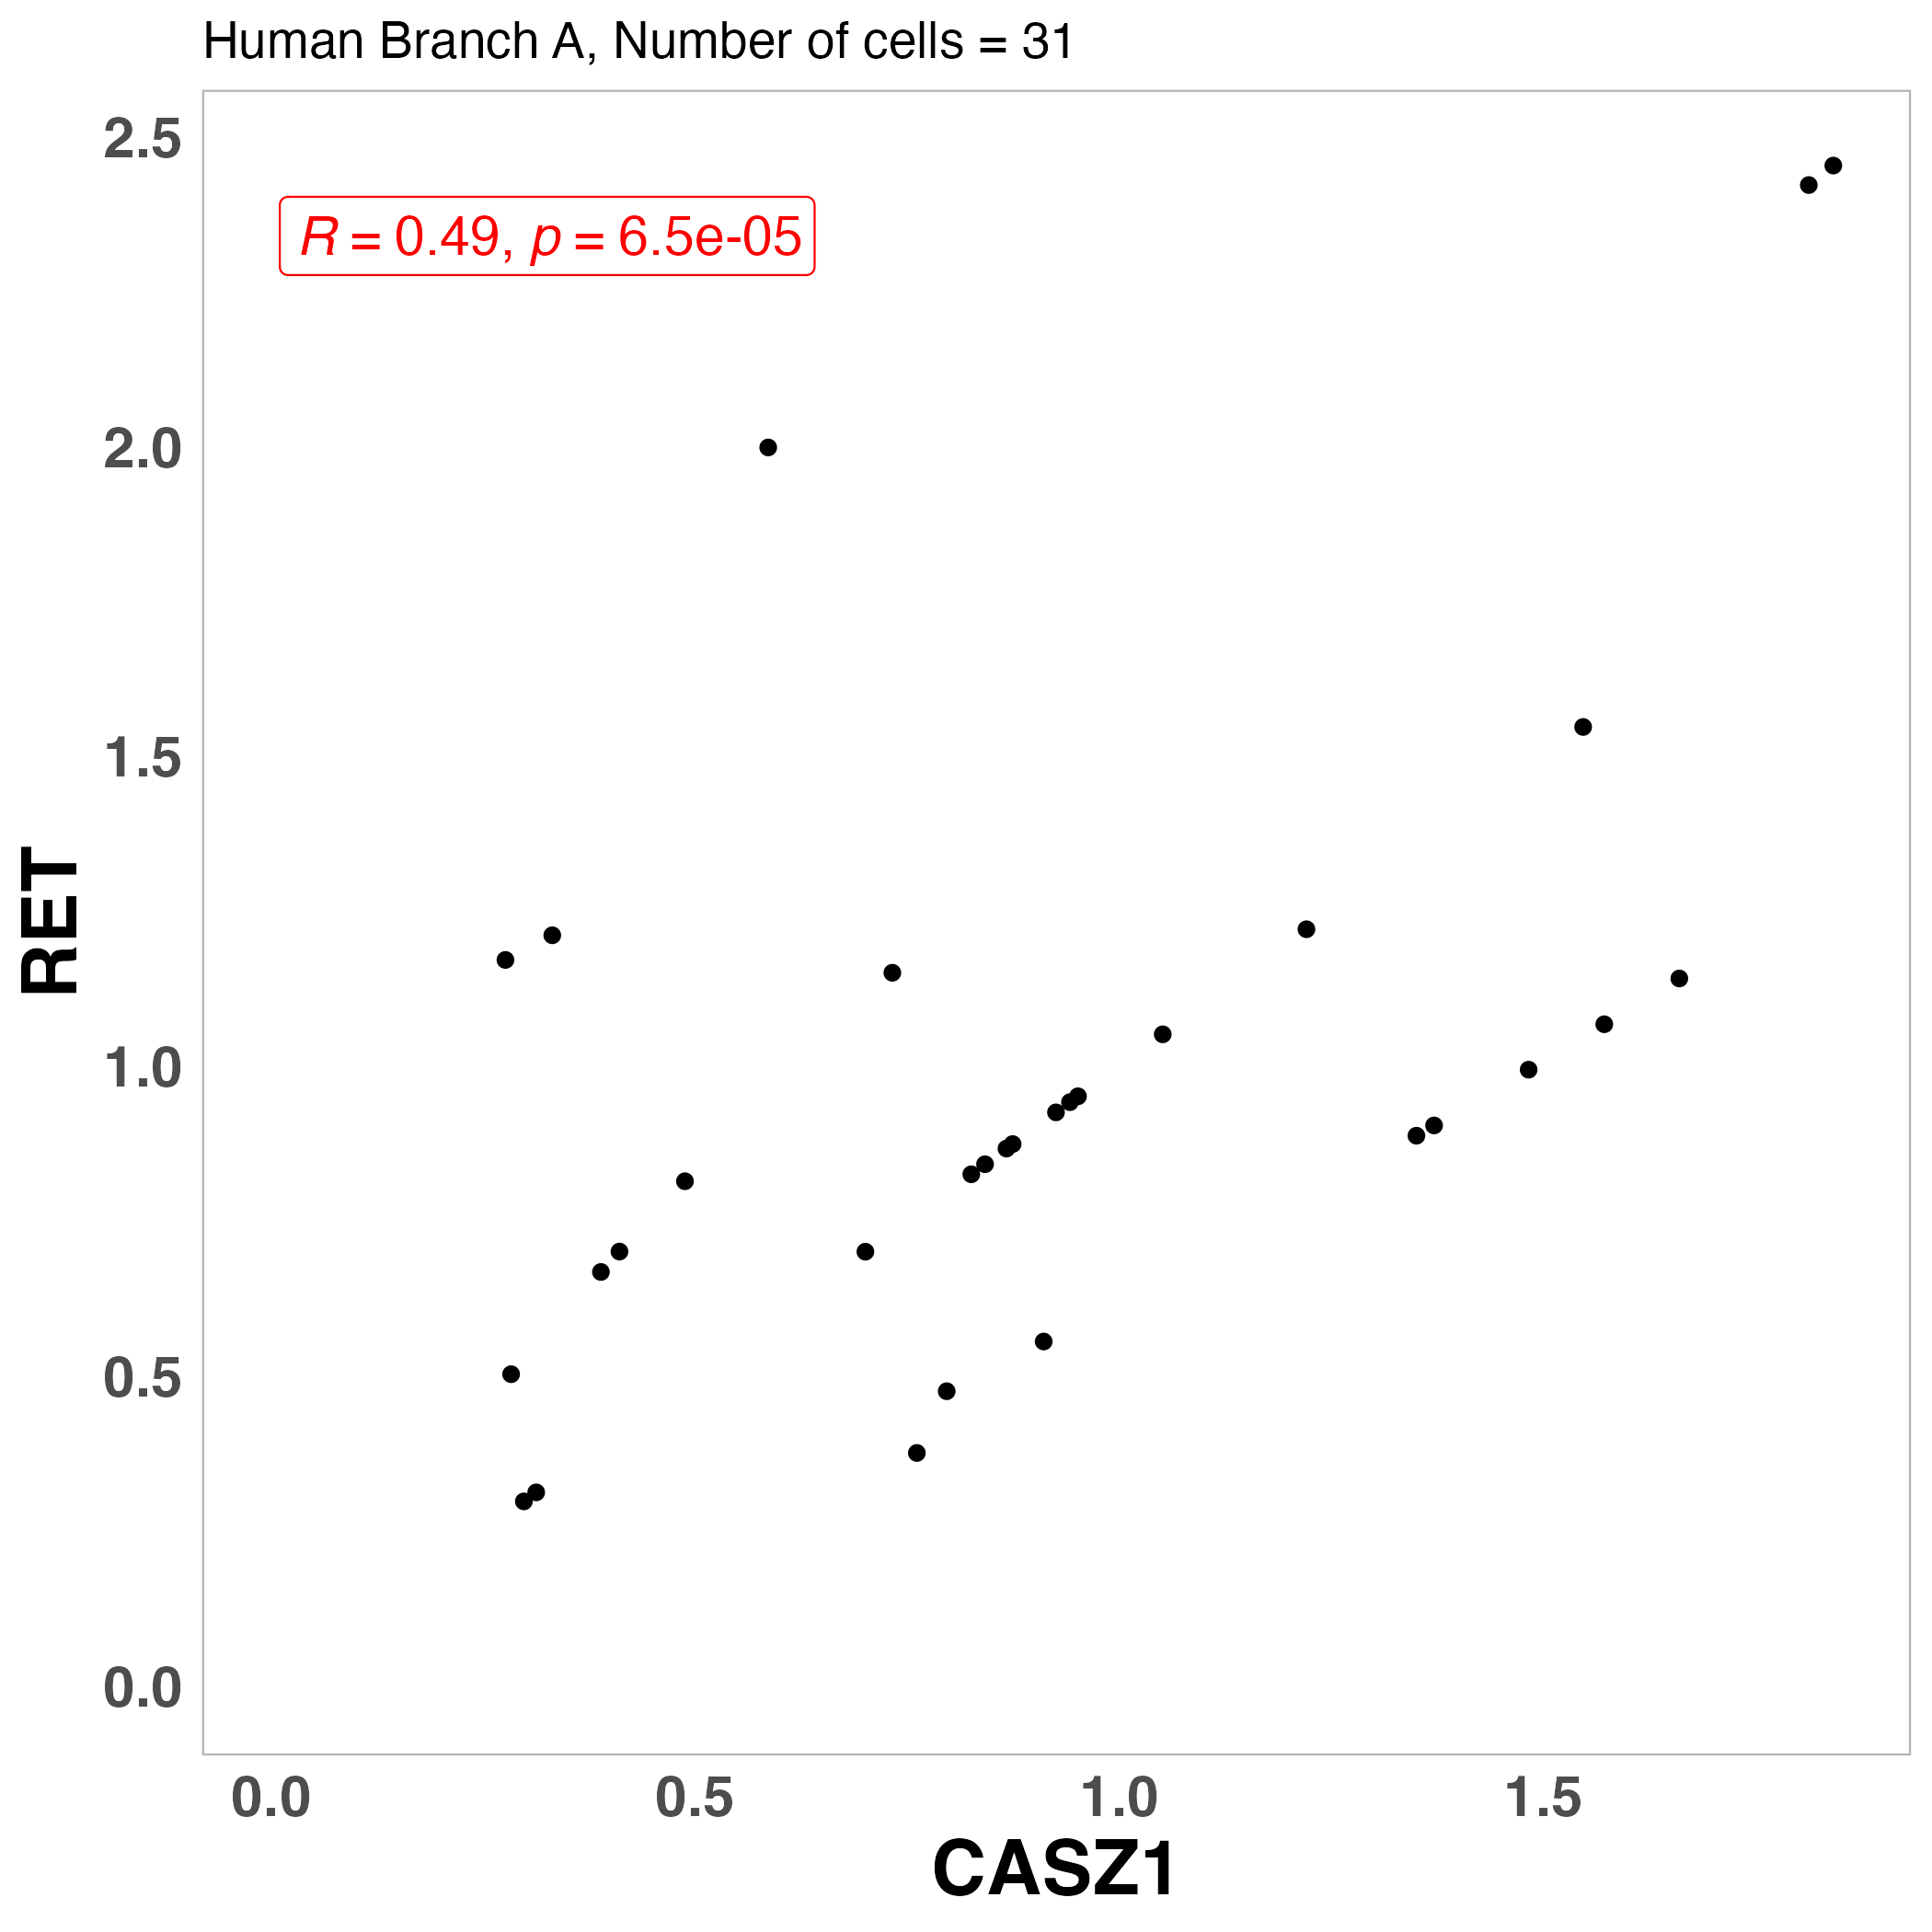 Human Branch A, Number of cells = 31
2.5
R = 0.49, p = 6.5e-05
2.0
1.5
RET
1.0
0.5
0.0
0.0 0.5 1.0 1.5
CASZ1